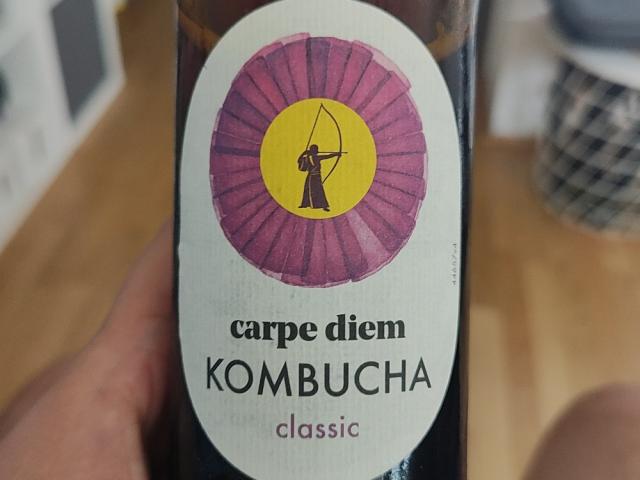 carpe diem
KOMBUCHA
classic